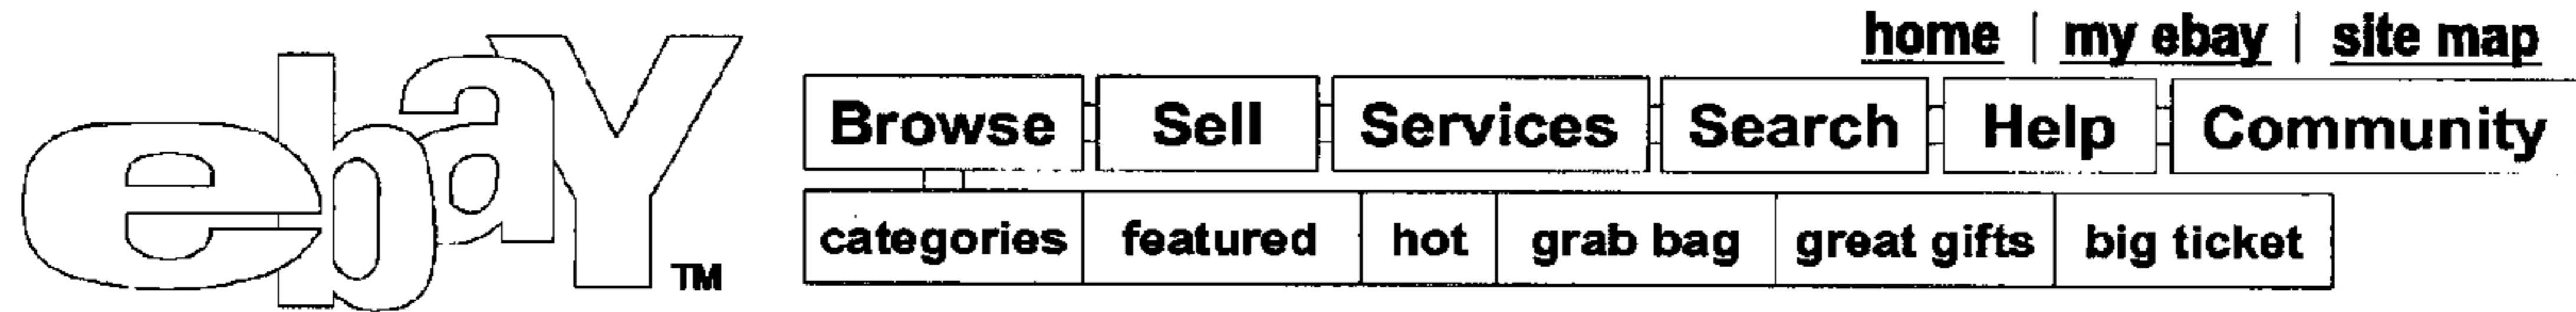 home | my ebay | site map
ebaY TM
Browse Sell Services Search Help Community
categories featured hot grab bag great gifts big ticket